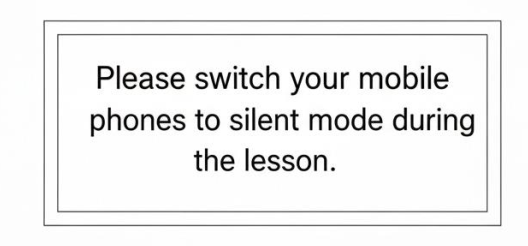 Please switch your mobile
phones to silent mode during
the lesson.